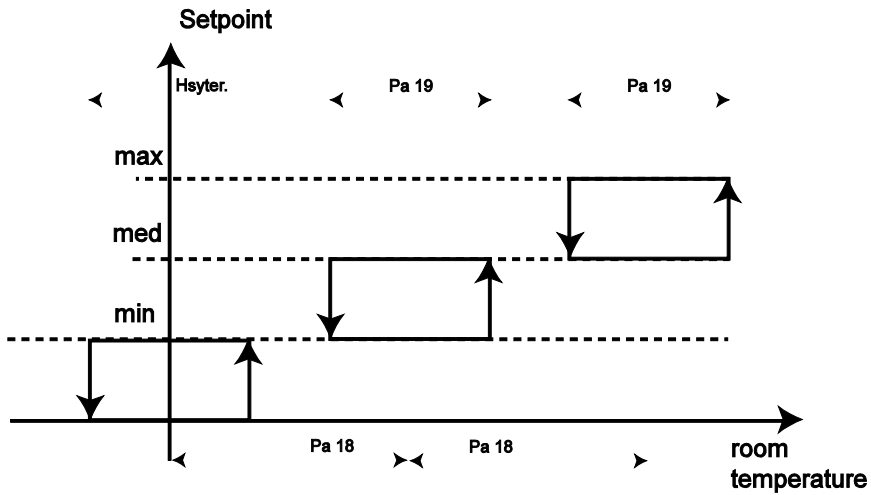 Setpoint
Hsyter.
Pa 19
Pa 19
max
med
min
Pa 18
Pa 18
room
temperature